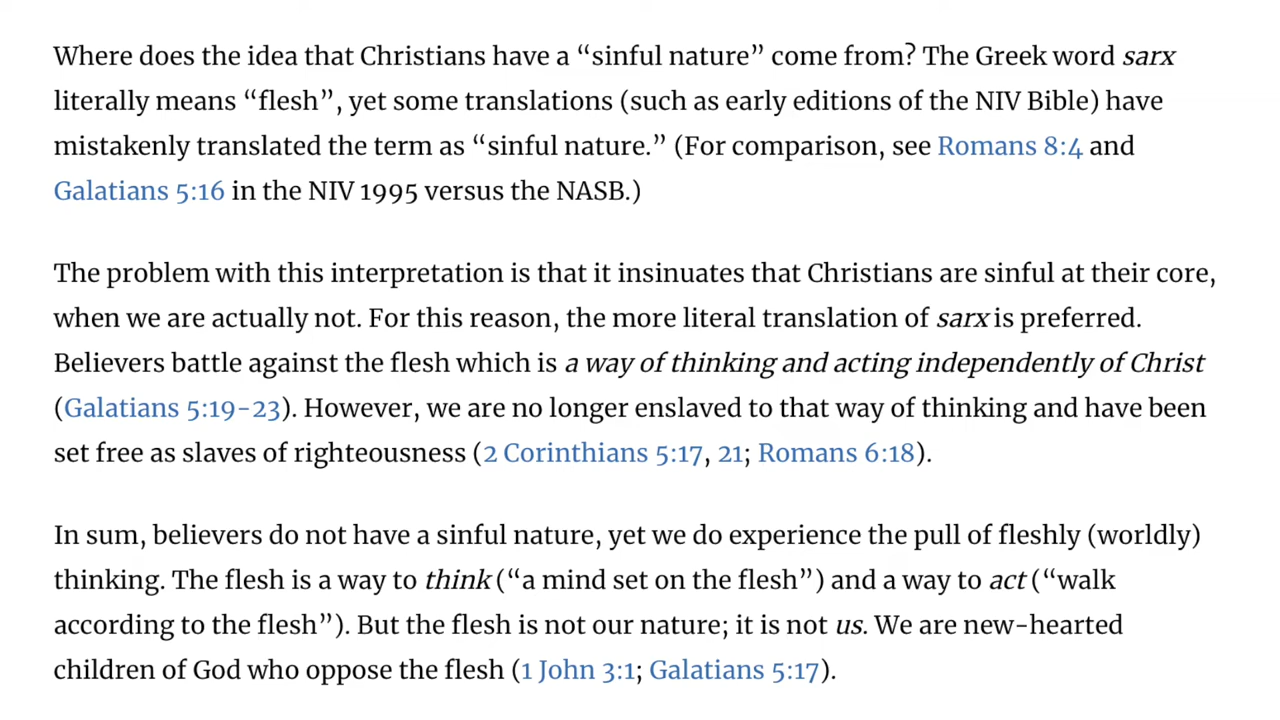 Where does the idea that Christians have a “sinful nature” come from? The Greek word sarx
literally means “flesh”, yet some translations (such as early editions of the NIV Bible) have
mistakenly translated the term as “sinful nature.” (For comparison, see Romans 8:4 and
Galatians 5:16 in the NIV 1995 versus the NASB.)
The problem with this interpretation is that it insinuates that Christians are sinful at their core,
when we are actually not. For this reason, the more literal translation of sarx is preferred.
Believers battle against the flesh which is a way of thinking and acting independently of Christ
(Galatians 5:19-23). However, we are no longer enslaved to that way of thinking and have been
set free as slaves of righteousness (2 Corinthians 5:17, 21; Romans 6:18).
In sum, believers do not have a sinful nature, yet we do experience the pull of fleshly (worldly)
thinking. The flesh is a way to think (“a mind set on the flesh”) and a way to act (“walk
according to the flesh”). But the flesh is not our nature; it is not us. We are new-hearted
children of God who oppose the flesh (1 John 3:1; Galatians 5:17).